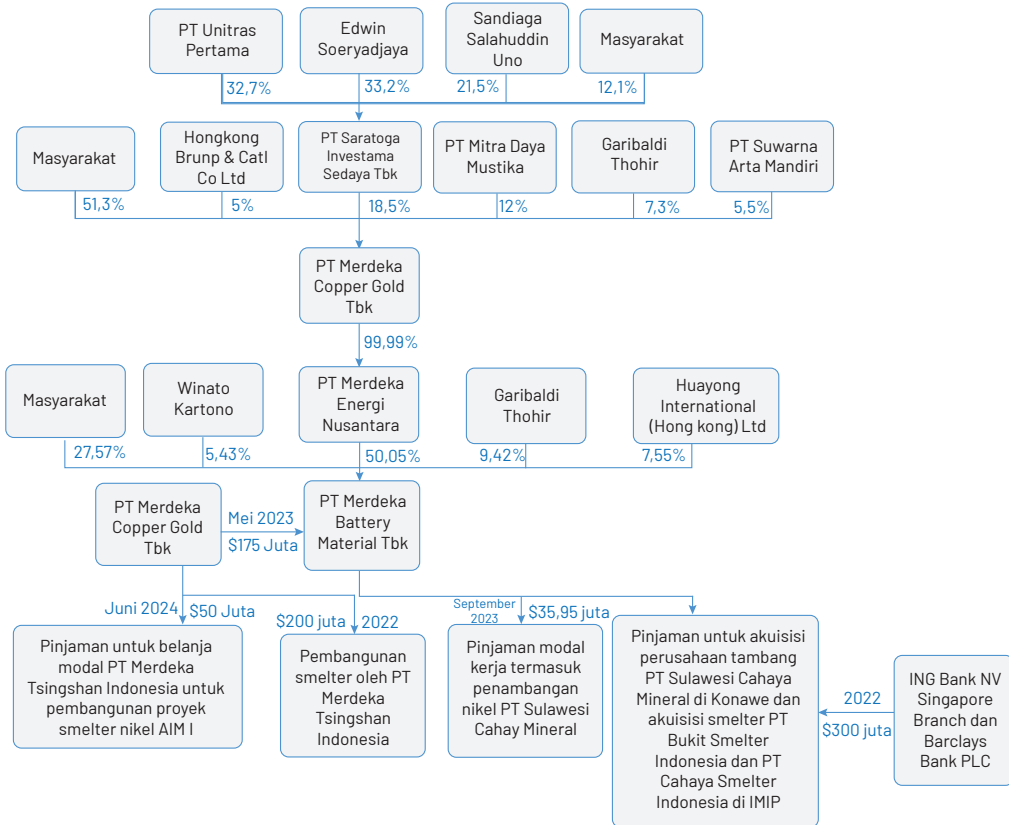 PT Unitras
Pertama
Edwin
Soeryadjaya
Sandiaga
Salahuddin
Uno
Masyarakat
32,7%
33,2%
21,5%
12,1%
Masyarakat
Hongkong
Brunp & Catl
Co Ltd
PT Saratoga
Investama
Sedaya Tbk
PT Mitra Daya
Mustika
Garibaldi
Thohir
PT Suwarna
Arta Mandiri
51,3%
5%
18,5%
12%
7,3%
5,5%
PT Merdeka
Copper Gold
Tbk
99,99%
Masyarakat
Winato
Kartono
PT Merdeka
Energi
Nusantara
Garibaldi
Thohir
Huayong
International
(Hong kong) Ltd
27,57%
5,43%
50,05%
9,42%
7,55%
PT Merdeka
Copper Gold
Tbk
Mei 2023
$175 Juta
PT Merdeka
Battery
Material Tbk
Juni 2024
$50 Juta
$200 juta
2022
September
2023
$35,95 juta
Pinjaman untuk belanja
modal PT Merdeka
Tsingshan Indonesia untuk
pembangunan proyek
smelter nikel AIM I
Pembangunan
smelter oleh PT
Merdeka
Tsingshan
Indonesia
Pinjaman modal
kerja termasuk
penambangan
nikel PT Sulawesi
Cahay Mineral
Pinjaman untuk akuisisi
perusahaan tambang
PT Sulawesi Cahaya
Mineral di Konawe dan
akuisisi smelter PT
Bukit Smelter
Indonesia dan PT
Cahaya Smelter
Indonesia di IMIP
2022
$300 juta
ING Bank NV
Singapore
Branch dan
Barclays
Bank PLC